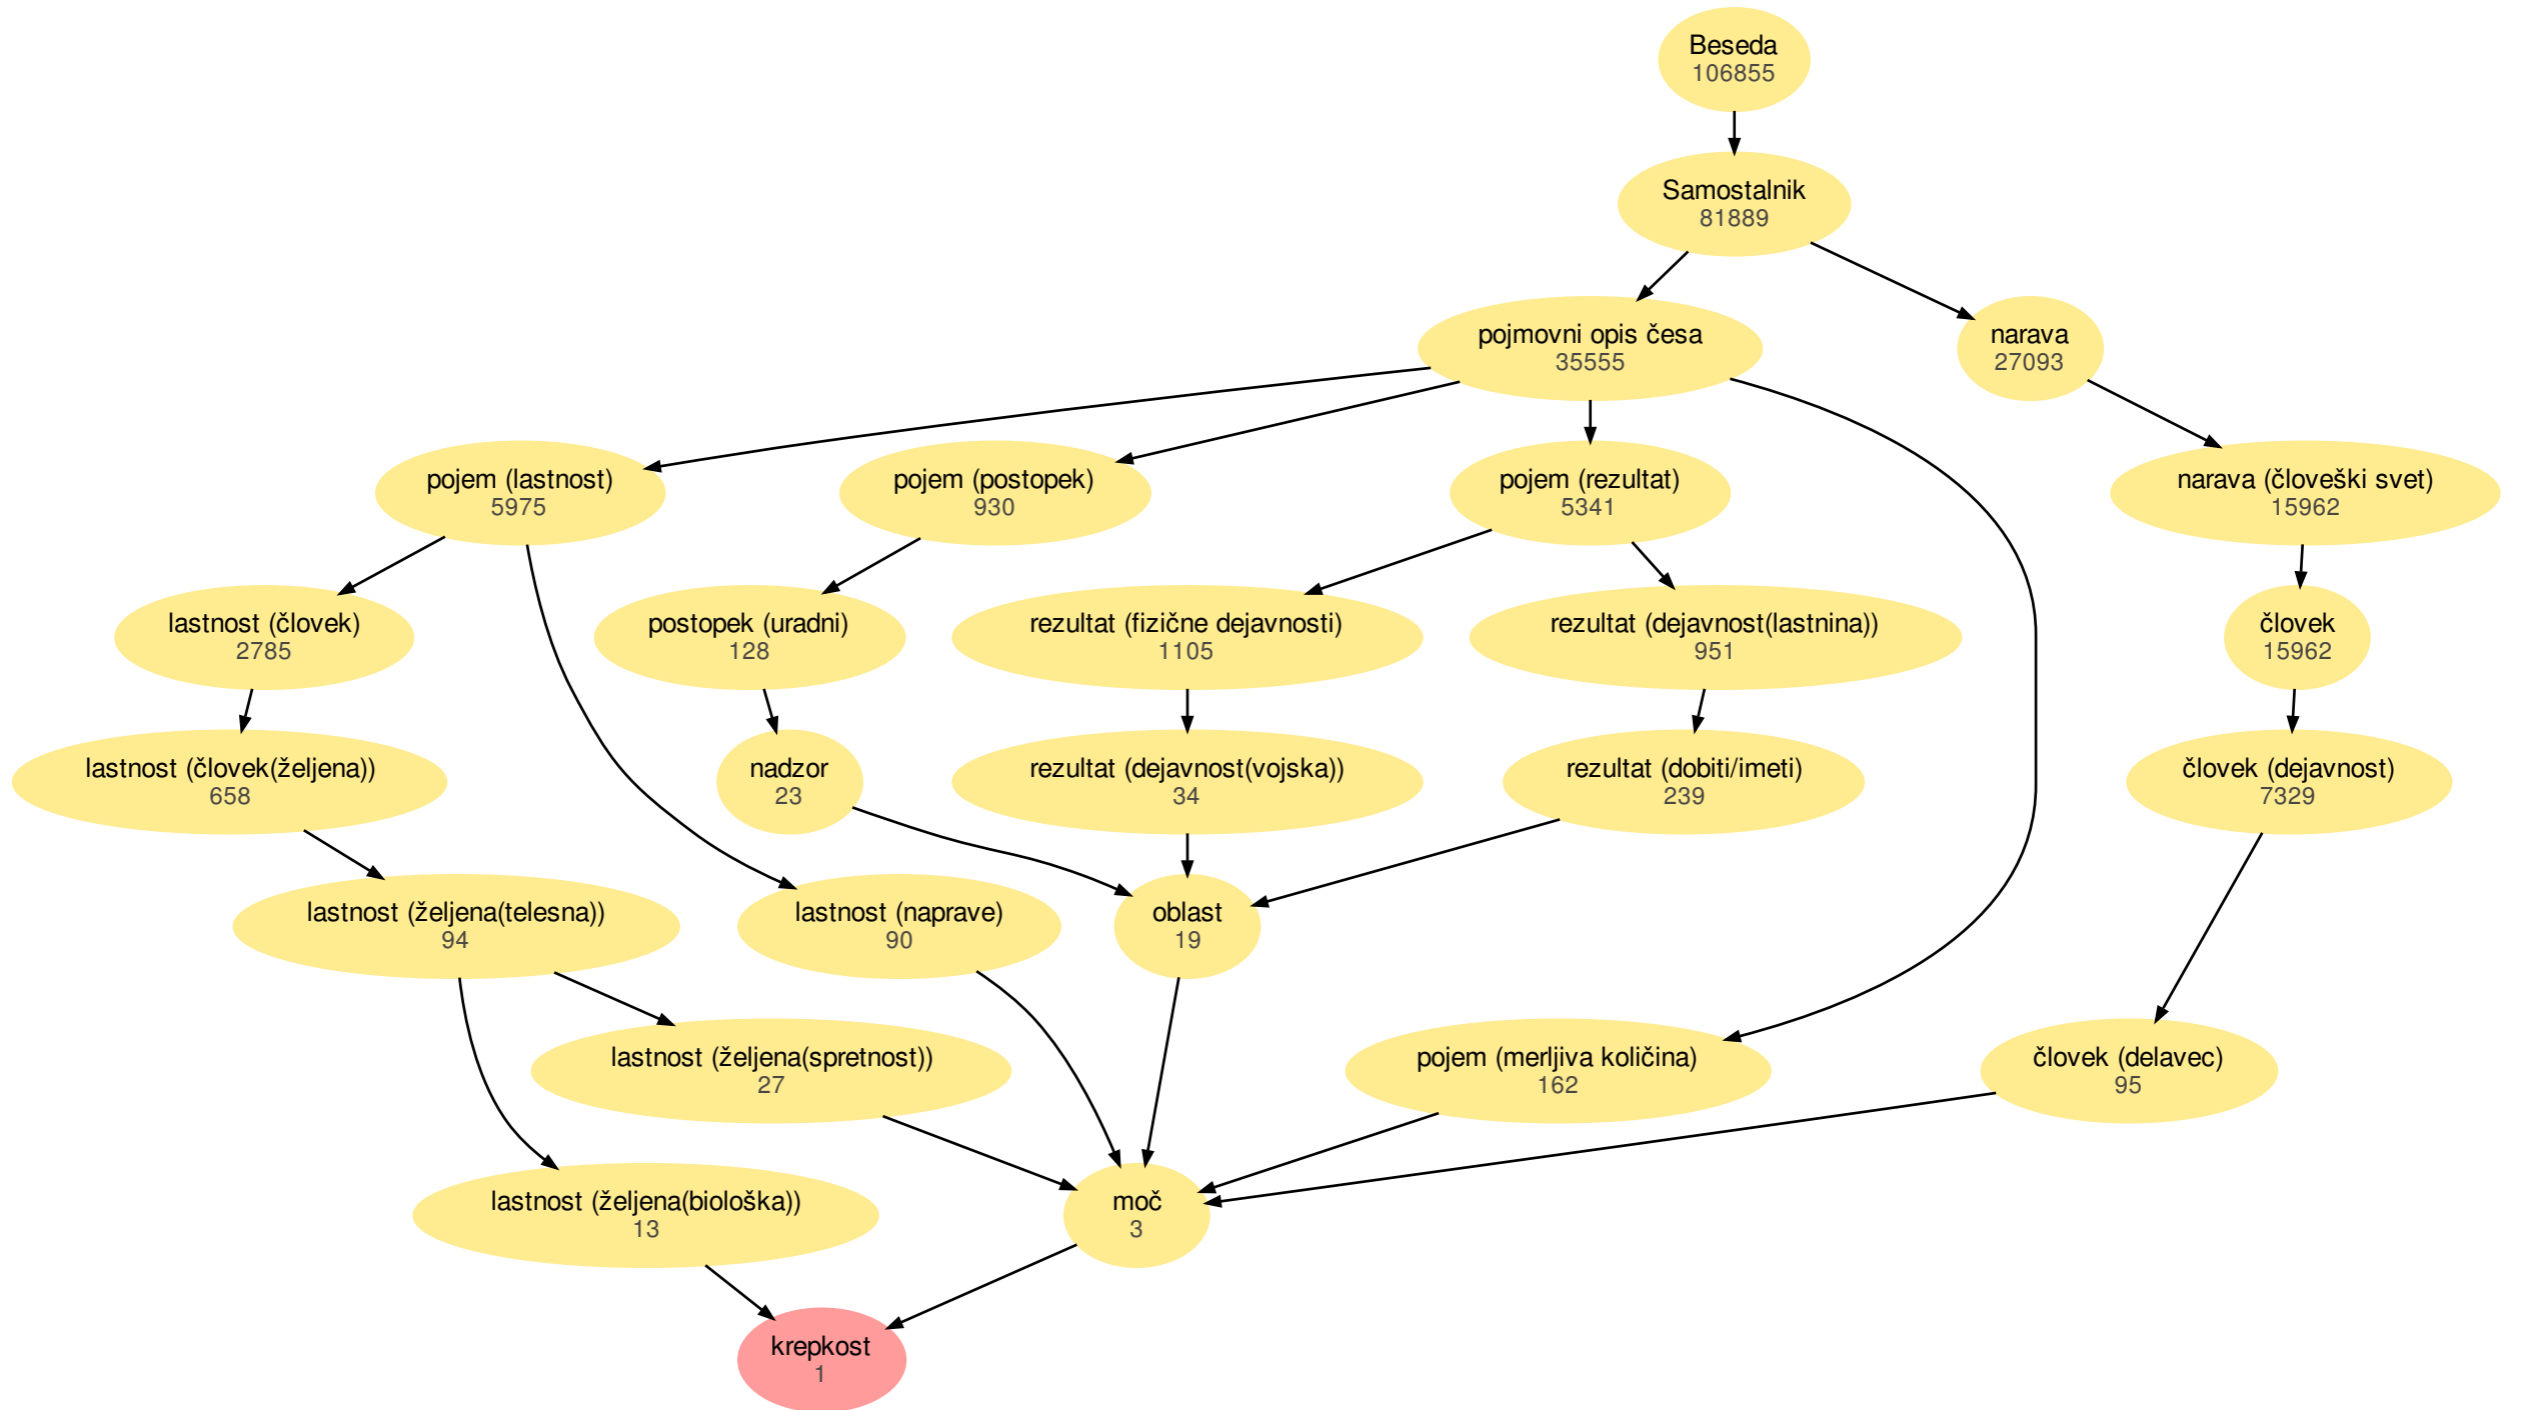 Beseda
106855
Samostalnik
81889
pojmovni opis česa
35555
narava
27093
pojem (lastnost)
5975
pojem (postopek)
930
pojem (rezultat)
5341
narava (človeški svet)
15962
lastnost (človek)
2785
postopek (uradni)
128
rezultat (fizične dejavnosti)
1105
rezultat (dejavnost(lastnina))
951
človek
15962
lastnost (človek(željena))
658
nadzor
23
rezultat (dejavnost(vojska))
34
rezultat (dobiti/imeti)
239
človek (dejavnost)
7329
lastnost (željena(telesna))
94
lastnost (naprave)
90
oblast
19
lastnost (željena(spretnost))
27
pojem (merljiva količina)
162
človek (delavec)
95
lastnost (željena(biološka))
13
moč
3
krepkost
1